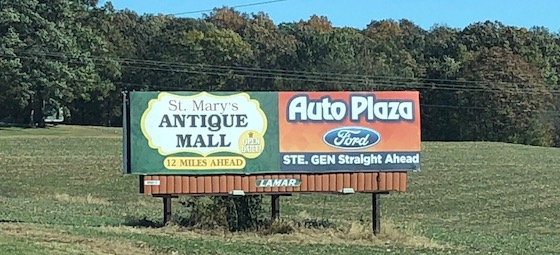 St. Mary's
ANTIQUE
MALL
OPEN
DAILY
12 MILES AHEAD
Auto Plaza
Ford
STE. GEN Straight Ahead
LAMAR